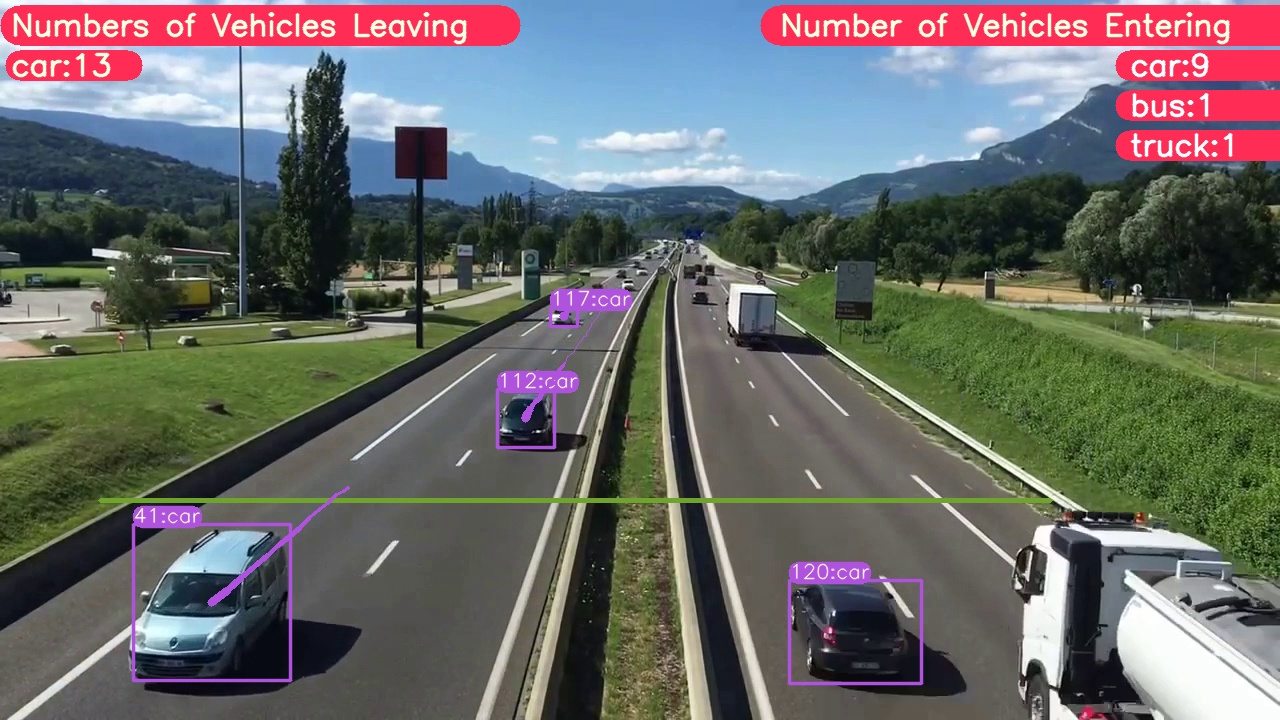 Numbers of Vehicles Leaving
Number of Vehicles Entering
car:13
car:9
bus:1
truck:1
117:car
112:car
41:car
120:car